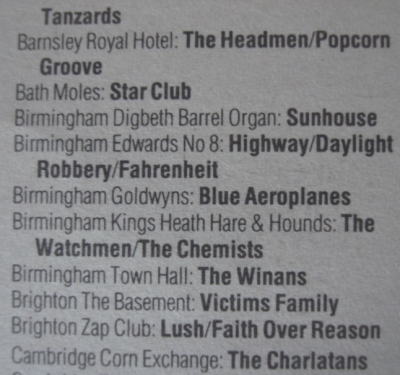 Tanzards
Barnsley Royal Hotel: The Headmen/Popcorn
Groove
Bath Moles: Star Club
Birmingham Digbeth Barrel Organ: Sunhouse
Birmingham Edwards No 8: Highway/Daylight
Robbery/Fahrenheit
Birmingham Goldwyns: Blue Aeroplanes
Birmingham Kings Heath Hare & Hounds: The
Watchmen/The Chemists
Birmingham Town Hall: The Winans
Brighton The Basement: Victims Family
Brighton Zap Club: Lush/Faith Over Reason
Cambridge Corn Exchange: The Charlatans